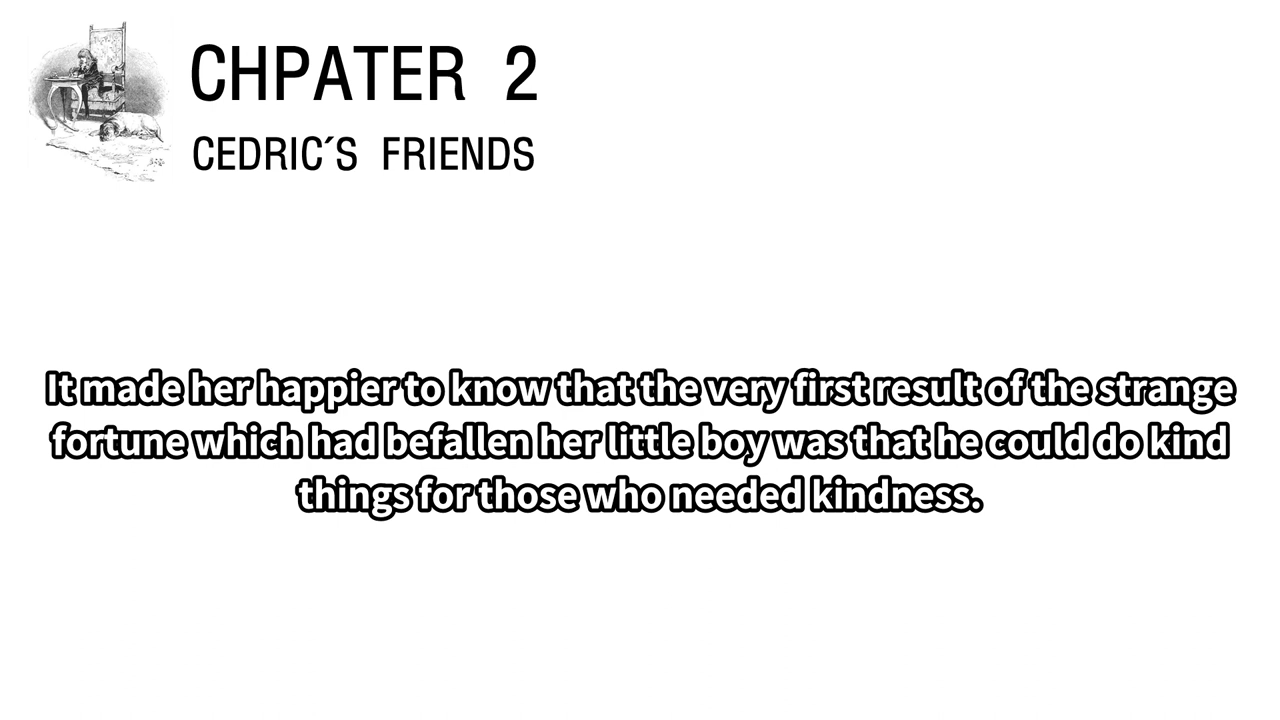 CHPATER 2
CEDRIC´S FRIENDS
It made her happier to know that the very first result of the strange
fortune which had befallen her little boy was that he could do kind
things for those who needed kindness.